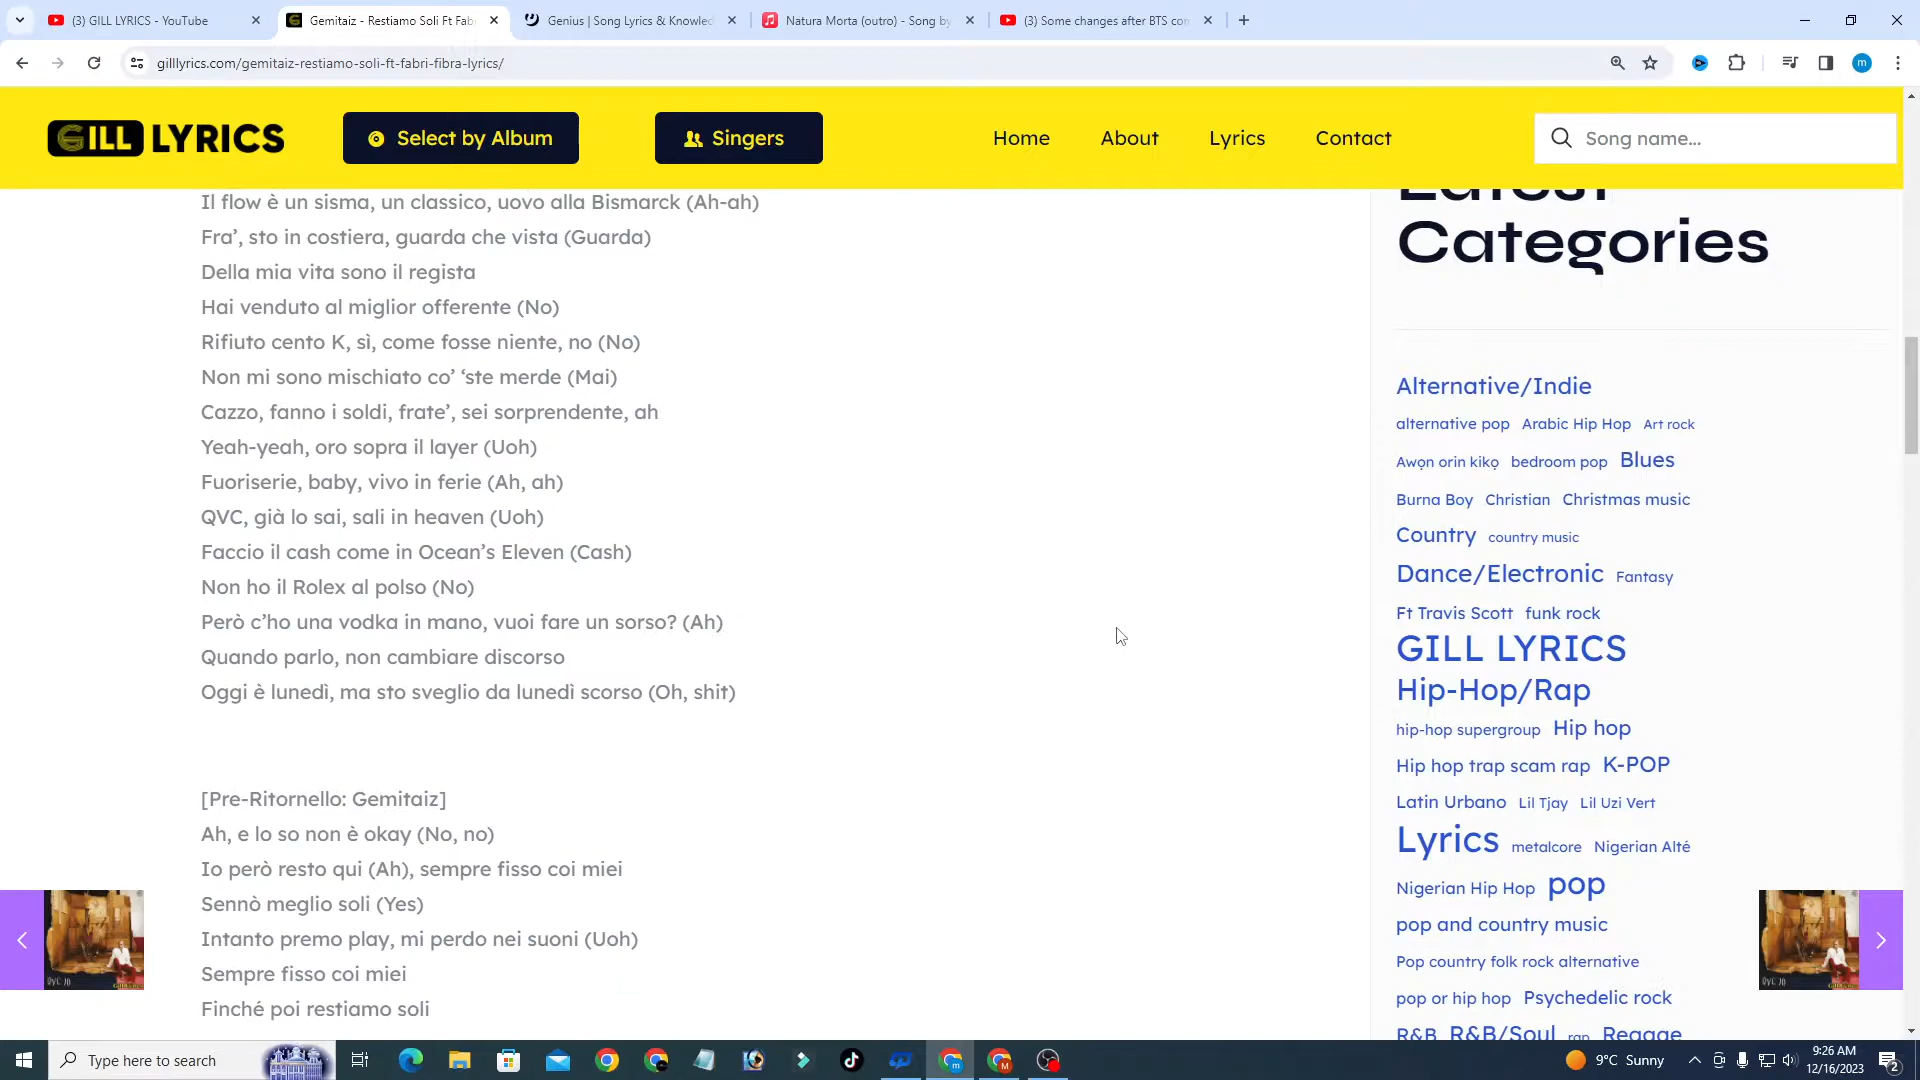 (3) GILL LYRICS - YouTube
Gemitaiz - Restiamo Soli Ft Fab
Genius | Song Lyrics & Knowled
Natura Morta (outro) - Song by
(3) Some changes after BTS con
gilllyrics.com/gemitaiz-restiamo-soli-ft-fabri-fibra-lyrics/
m
GILL LYRICS
Select by Album
Singers
Home
About
Lyrics
Contact
Song name...
Il flow è un sisma, un classico, uovo alla Bismarck (Ah-ah)
Fra’, sto in costiera, guarda che vista (Guarda)
Della mia vita sono il regista
Hai venduto al miglior offerente (No)
Rifiuto cento K, sì, come fosse niente, no (No)
Non mi sono mischiato co’ ‘ste merde (Mai)
Cazzo, fanno i soldi, frate’, sei sorprendente, ah
Yeah-yeah, oro sopra il layer (Uoh)
Fuoriserie, baby, vivo in ferie (Ah, ah)
QVC, già lo sai, sali in heaven (Uoh)
Faccio il cash come in Ocean’s Eleven (Cash)
Non ho il Rolex al polso (No)
Però c’ho una vodka in mano, vuoi fare un sorso? (Ah)
Quando parlo, non cambiare discorso
Oggi è lunedì, ma sto sveglio da lunedì scorso (Oh, shit)
[Pre-Ritornello: Gemitaiz]
Ah, e lo so non è okay (No, no)
Io però resto qui (Ah), sempre fisso coi miei
Sennò meglio soli (Yes)
Intanto premo play, mi perdo nei suoni (Uoh)
Sempre fisso coi miei
Finché poi restiamo soli
Latest
Categories
Alternative/Indie
alternative pop Arabic Hip Hop Art rock
Awọn orin kikọ bedroom pop Blues
Burna Boy Christian Christmas music
Country country music
Dance/Electronic Fantasy
Ft Travis Scott funk rock
GILL LYRICS
Hip-Hop/Rap
hip-hop supergroup Hip hop
Hip hop trap scam rap K-POP
Latin Urbano Lil Tjay Lil Uzi Vert
Lyrics metalcore Nigerian Alté
Nigerian Hip Hop pop
pop and country music
Pop country folk rock alternative
pop or hip hop Psychedelic rock
R&B R&B/Soul rap Reggae
Type here to search
9°C Sunny
9:26 AM
12/16/2023
2